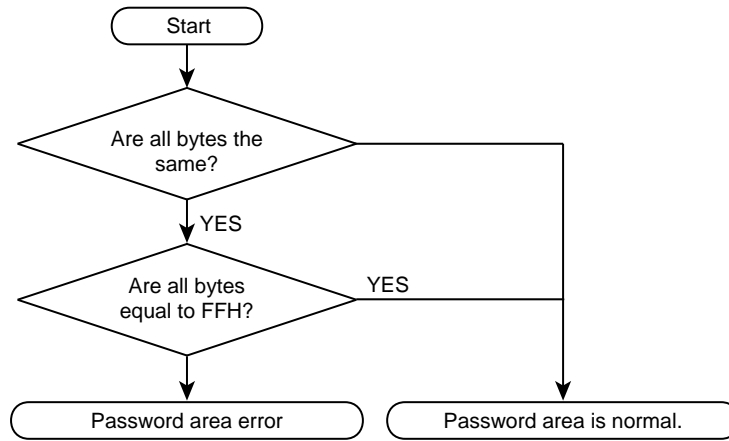 Start
Are all bytes the
same?
YES
Are all bytes
equal to FFH?
YES
Password area error
Password area is normal.